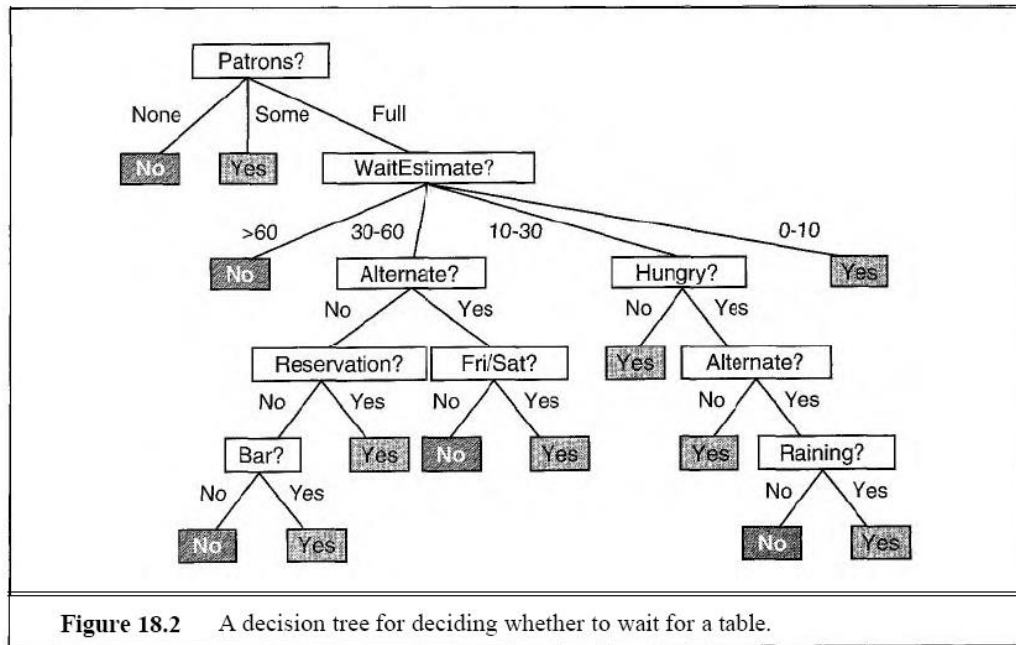 Patrons?
None Some Full
No Yes WaitEstimate?
>60 30-60 10-30 0-10
No Alternate? Hungry? Yes
No Yes No Yes
Reservation? Fri/Sat? Yes Alternate?
No Yes No Yes No Yes
Bar? Yes No Yes Yes Raining?
No Yes No Yes
No Yes No Yes
Figure 18.2 A decision tree for deciding whether to wait for a table.